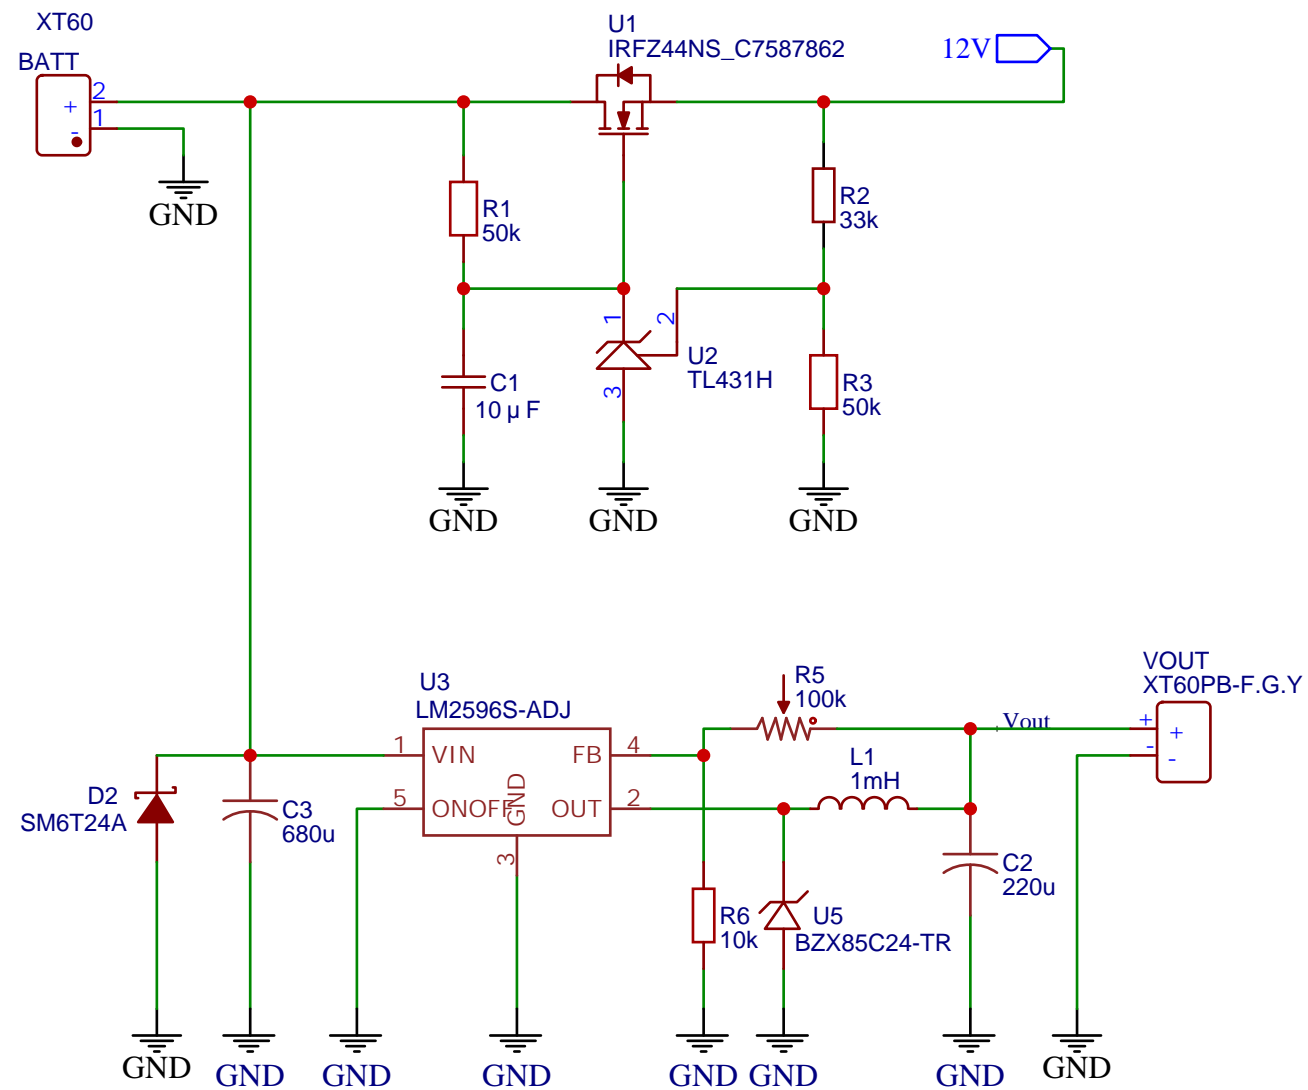 XT60
BATT
2
+
1
-
GND
U1
IRFZ44NS_C7587862
12V
R1
50k
R2
33k
1
2
U2
TL431H
3
C1
10 µ F
R3
50k
GND
GND
GND
U3
LM2596S-ADJ
1
VIN
FB
4
5
ONOFF
GND
OUT
2
3
R5
100k
L1
1mH
Vout
VOUT
XT60PB-F.G.Y
+
+
-
-
D2
SM6T24A
C3
680u
R6
10k
U5
BZX85C24-TR
C2
220u
GND
GND
GND
GND
GND
GND
GND
GND